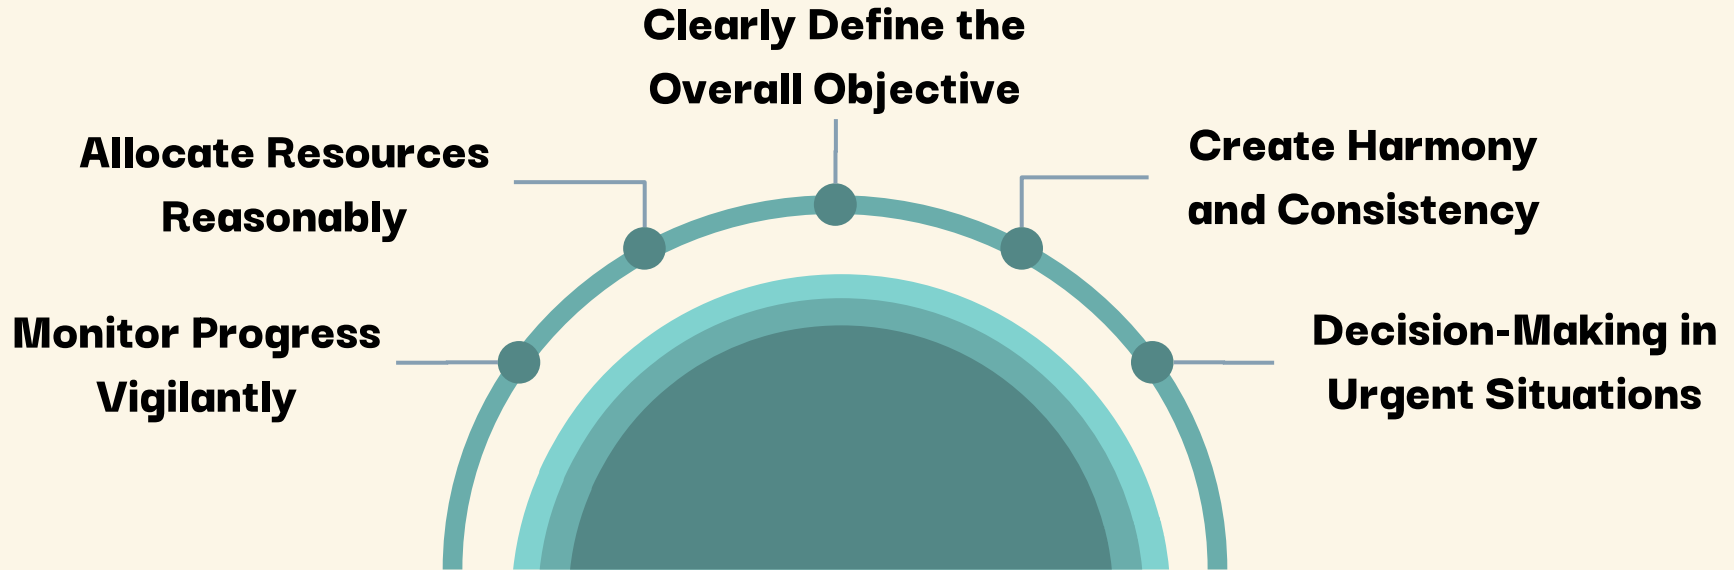 Clearly Define the
Overall Objective
Allocate Resources
Reasonably
Create Harmony
and Consistency
Monitor Progress
Vigilantly
Decision-Making in
Urgent Situations